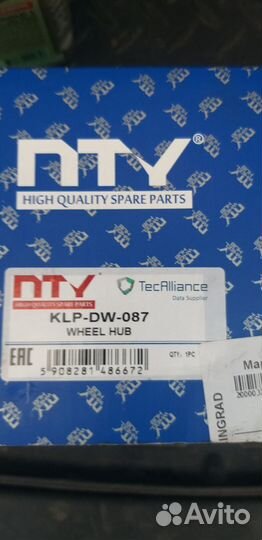 NTY®
HIGH QUALITY SPARE PARTS
NTY
HIGH QUALITY SPARE PARTS
TecAlliance
Data Supplier
KLP-DW-087
WHEEL HUB
EAC
QTY: 1PC
5 908281 486672
INGRAD
Avito